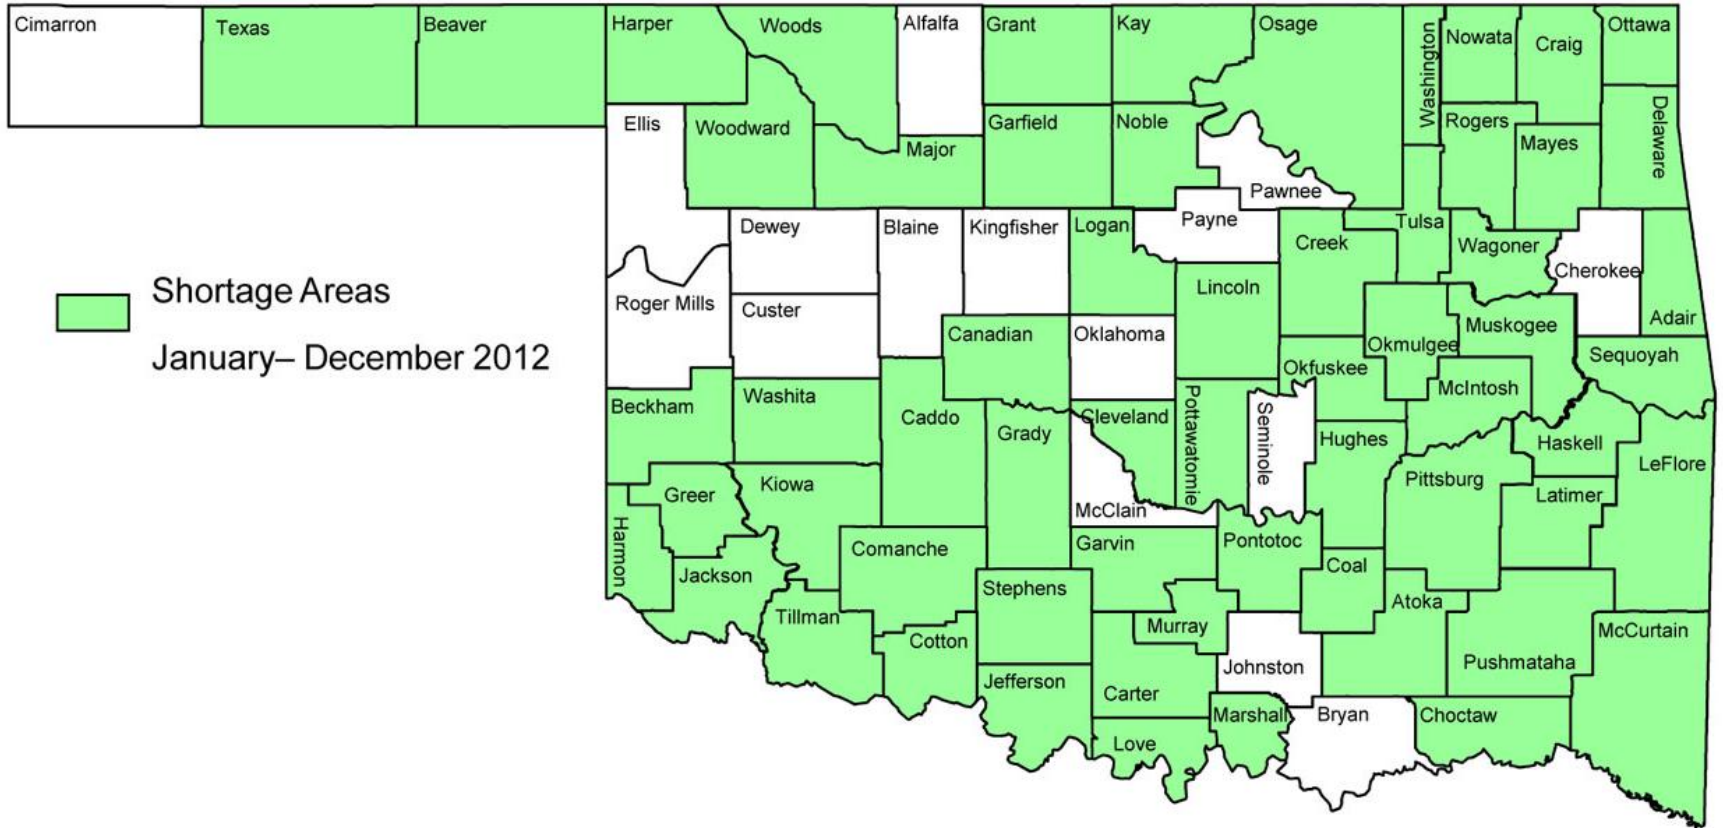 Cimarron
Texas
Beaver
Harper
Woods
Alfalfa
Grant
Kay
Osage
Washington
Nowata
Craig
Ottawa
Ellis
Woodward
Major
Garfield
Noble
Pawnee
Rogers
Mayes
Delaware
Dewey
Blaine
Kingfisher
Logan
Payne
Creek
Tulsa
Wagoner
Cherokee
Adair
Shortage Areas
January– December 2012
Roger Mills
Custer
Canadian
Oklahoma
Lincoln
Okmulgee
Muskogee
Sequoyah
Beckham
Washita
Caddo
Grady
Cleveland
Pottawatomie
Seminole
Okfuskee
McIntosh
Hughes
Haskell
LeFlore
Greer
Kiowa
McClain
Pittsburg
Latimer
Harmon
Jackson
Comanche
Garvin
Pontotoc
Coal
Stephens
Tillman
Cotton
Murray
Atoka
McCurtain
Johnston
Pushmataha
Jefferson
Carter
Marshall
Bryan
Choctaw
Love